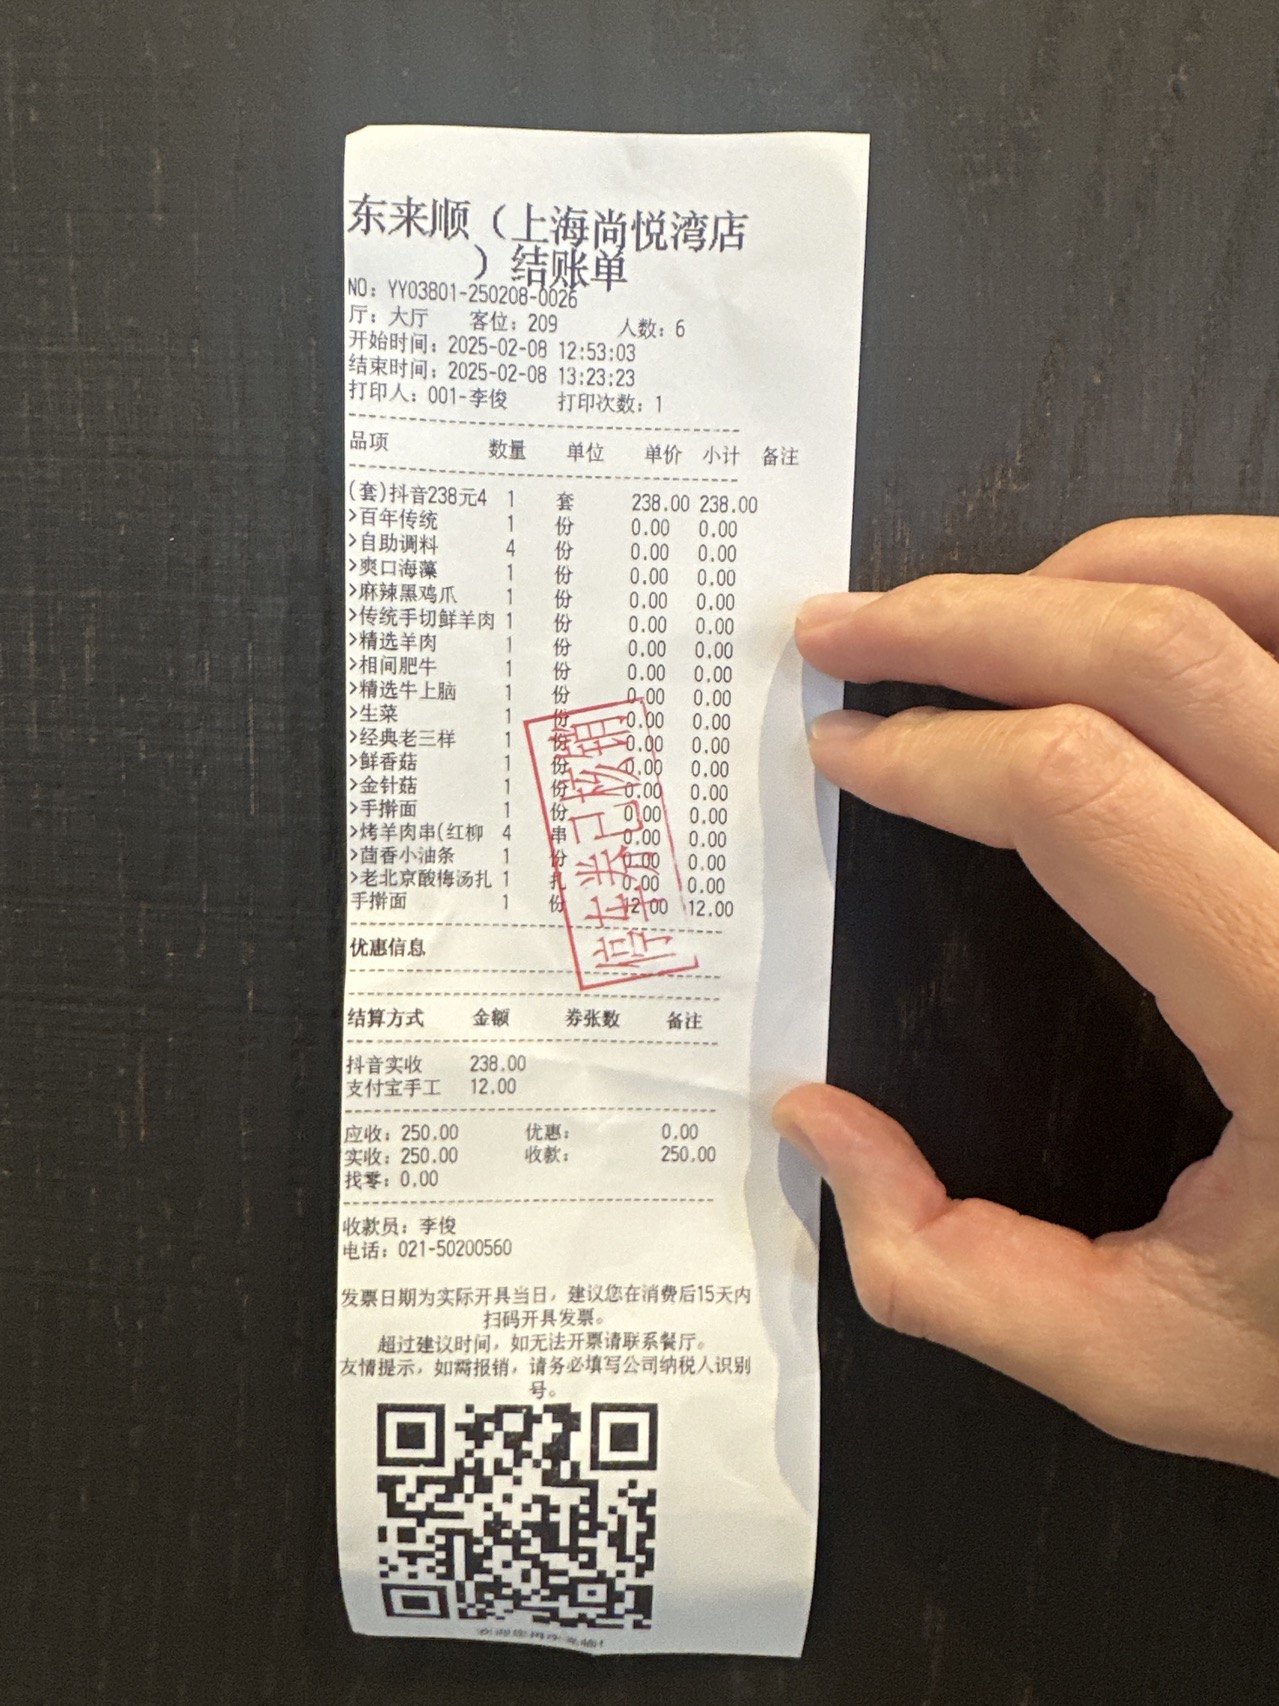 东来顺（上海尚悦湾店
）结账单
NO：YY03801-250208-0026
厅：大厅 客位：209 人数：6
开始时间：2025-02-08 12:53:03
结束时间：2025-02-08 13:23:23
打印人：001-李俊 打印次数：1
品项 数量 单位 单价 小计 备注
(套)抖音238元4 1 套 238.00 238.00
>百年传统 1 份 0.00 0.00
>自助调料 4 份 0.00 0.00
>爽口海藻 1 份 0.00 0.00
>麻辣黑鸡爪 1 份 0.00 0.00
>传统手切鲜羊肉 1 份 0.00 0.00
>精选羊肉 1 份 0.00 0.00
>相间肥牛 1 份 0.00 0.00
>精选牛上脑 1 份 0.00 0.00
>生菜 1 份 0.00 0.00
>经典老三样 1 份 0.00 0.00
>鲜香菇 1 份 0.00 0.00
>金针菇 1 份 0.00 0.00
>手擀面 1 份 0.00 0.00
>烤羊肉串(红柳 4 串 0.00 0.00
>茴香小油条 1 份 0.00 0.00
>老北京酸梅汤扎 1 扎 0.00 0.00
手擀面 1 份 12.00 12.00
优惠信息
结算方式 金额 券张数 备注
抖音实收 238.00
支付宝手工 12.00
应收：250.00 优惠： 0.00
实收：250.00 收款： 250.00
找零：0.00
收款员：李俊
电话：021-50200560
发票日期为实际开具当日，建议您在消费后15天内
扫码开具发票。
超过建议时间，如无法开票请联系餐厅。
友情提示，如需报销，请务必填写公司纳税人识别
号。
欢迎您再次光临！